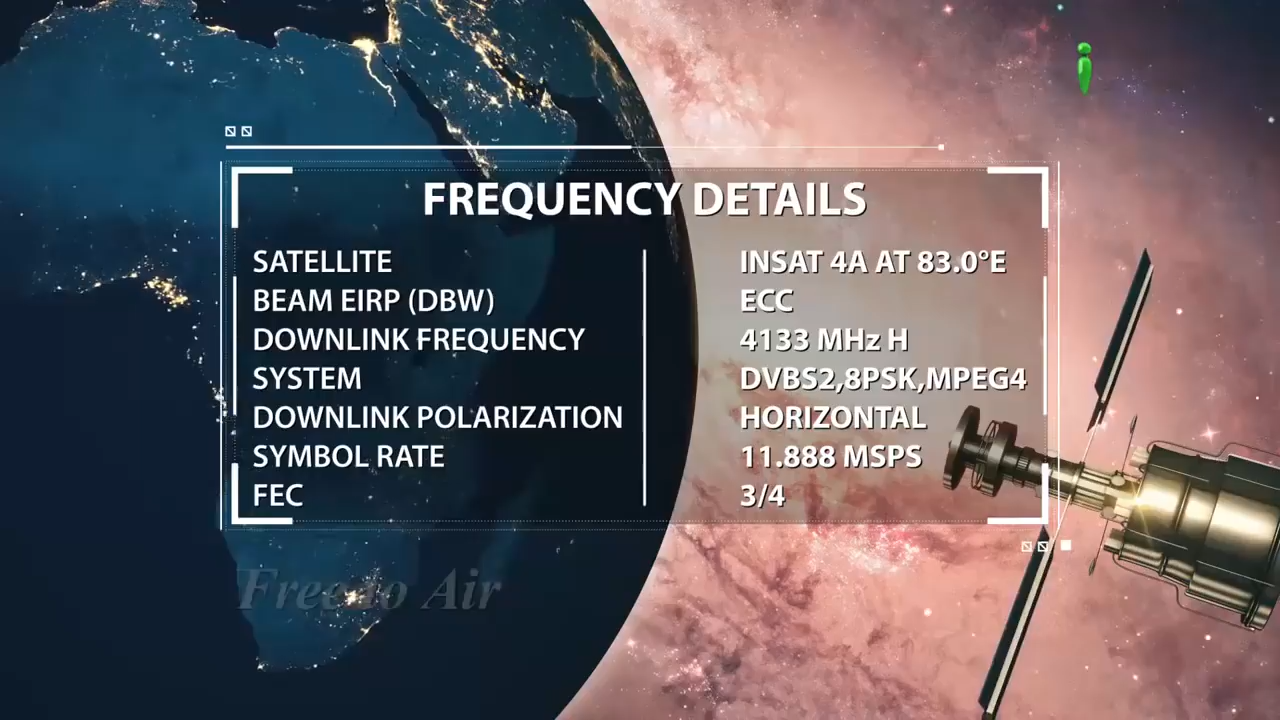 FREQUENCY DETAILS
SATELLITE INSAT 4A AT 83.0°E
BEAM EIRP (DBW) ECC
DOWNLINK FREQUENCY 4133 MHz H
SYSTEM DVBS2,8PSK,MPEG4
DOWNLINK POLARIZATION HORIZONTAL
SYMBOL RATE 11.888 MSPS
FEC 3/4
Free to Air